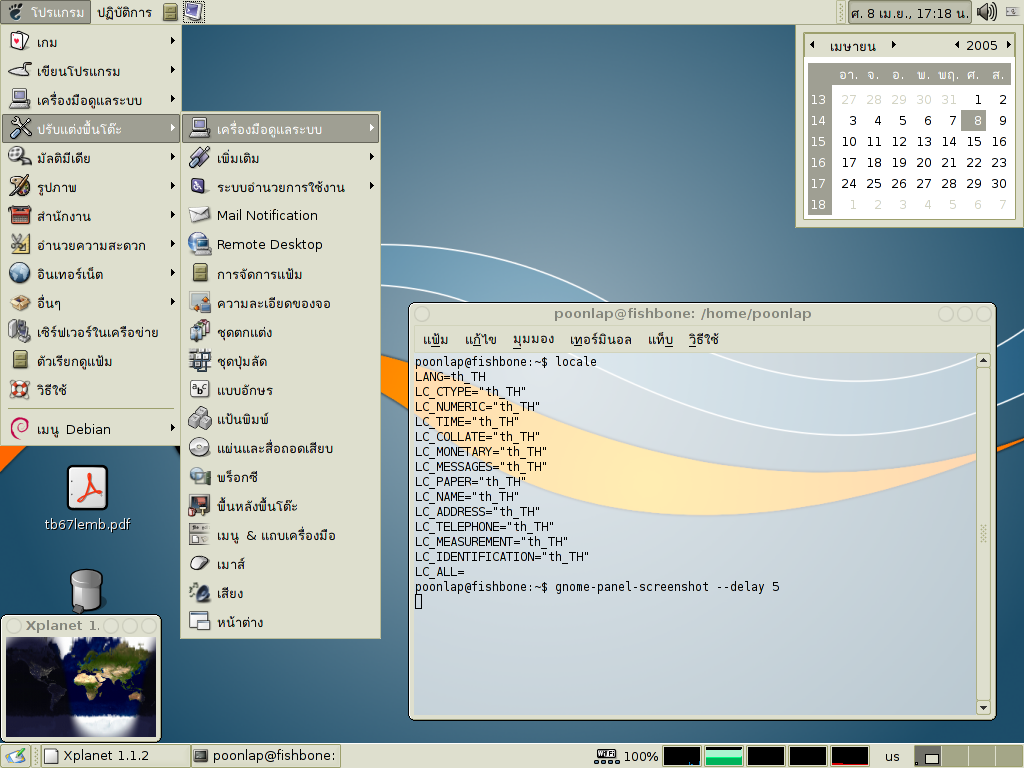 โปรแกรม ปฏิบัติการ
ศ. 8 เม.ย., 17:18 น.
เกม
เขียนโปรแกรม
เครื่องมือดูแลระบบ
ปรับแต่งพื้นโต๊ะ
มัลติมีเดีย
รูปภาพ
สำนักงาน
อำนวยความสะดวก
อินเทอร์เน็ต
อื่นๆ
เซิร์ฟเวอร์ในเครือข่าย
ตัวเรียกดูแฟ้ม
วิธีใช้
เมนู Debian
เครื่องมือดูแลระบบ
เพิ่มเติม
ระบบอำนวยการใช้งาน
Mail Notification
Remote Desktop
การจัดการแฟ้ม
ความละเอียดของจอ
ชุดตกแต่ง
ชุดปุ่มลัด
แบบอักษร
แป้นพิมพ์
แผ่นและสื่อถอดเสียบ
พร็อกซี
พื้นหลังพื้นโต๊ะ
เมนู & แถบเครื่องมือ
เมาส์
เสียง
หน้าต่าง
เมษายน 2005
อา. จ. อ. พ. พฤ. ศ. ส.
13 27 28 29 30 31 1 2
14 3 4 5 6 7 8 9
15 10 11 12 13 14 15 16
16 17 18 19 20 21 22 23
17 24 25 26 27 28 29 30
18 1 2 3 4 5 6 7
poonlap@fishbone: /home/poonlap
แฟ้ม แก้ไข มุมมอง เทอร์มินอล แท็บ วิธีใช้
poonlap@fishbone:~$ locale
LANG=th_TH
LC_CTYPE="th_TH"
LC_NUMERIC="th_TH"
LC_TIME="th_TH"
LC_COLLATE="th_TH"
LC_MONETARY="th_TH"
LC_MESSAGES="th_TH"
LC_PAPER="th_TH"
LC_NAME="th_TH"
LC_ADDRESS="th_TH"
LC_TELEPHONE="th_TH"
LC_MEASUREMENT="th_TH"
LC_IDENTIFICATION="th_TH"
LC_ALL=
poonlap@fishbone:~$ gnome-panel-screenshot --delay 5
tb67lemb.pdf
Xplanet 1.
Xplanet 1.1.2
poonlap@fishbone:
WiFi 100%
us